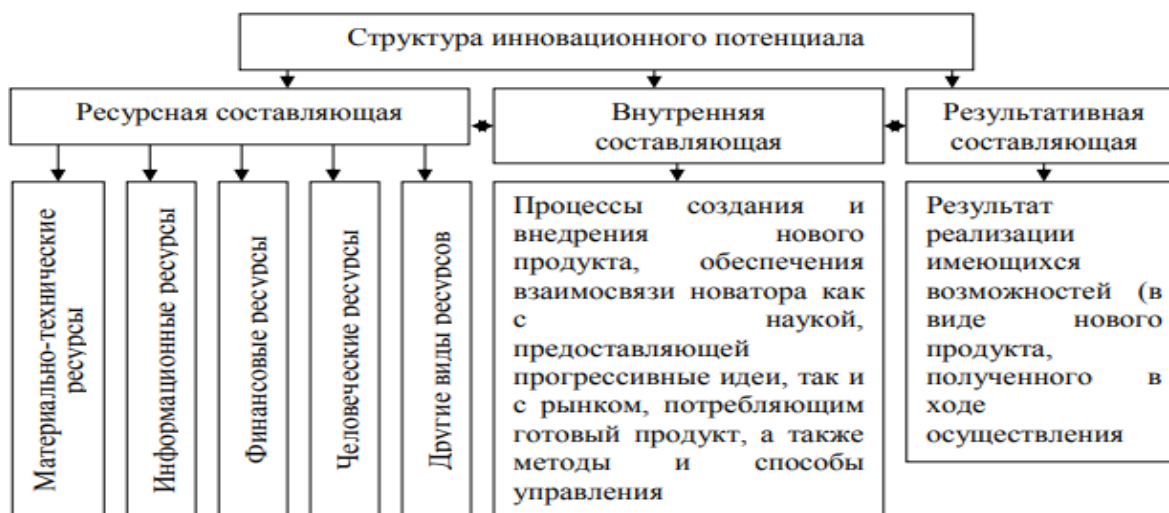 Структура инновационного потенциала
Ресурсная составляющая
Внутренняя
составляющая
Результативная
составляющая
Материально-технические
ресурсы
Информационные ресурсы
Финансовые ресурсы
Человеческие ресурсы
Другие виды ресурсов
Процессы создания и
внедрения нового
продукта, обеспечения
взаимосвязи новатора как
с наукой,
предоставляющей
прогрессивные идеи, так и
с рынком, потребляющим
готовый продукт, а также
методы и способы
управления
Результат
реализации
имеющихся
возможностей (в
виде нового
продукта,
полученного в
ходе
осуществления